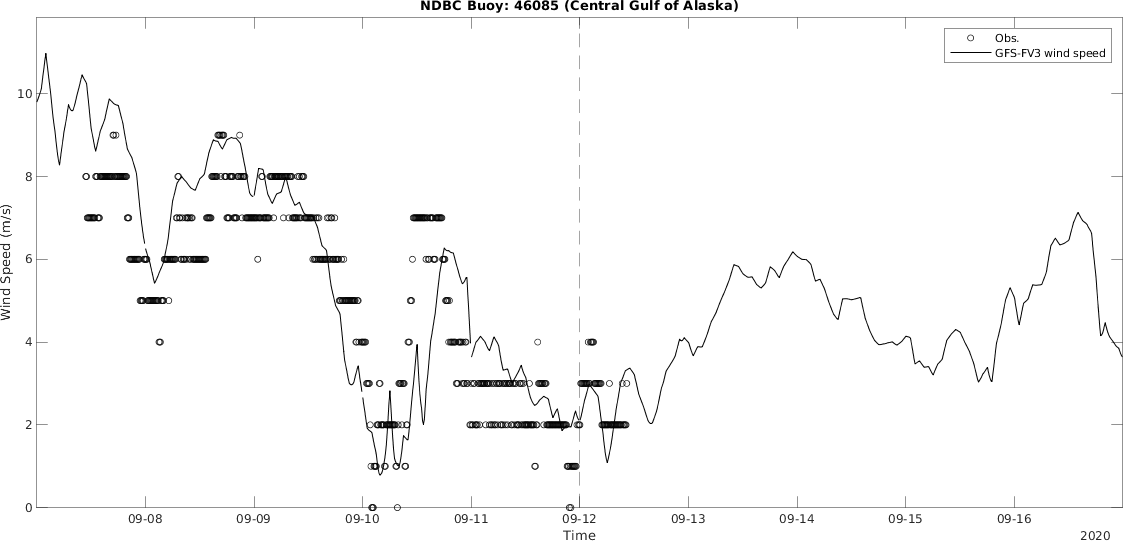 NDBC Buoy: 46085 (Central Gulf of Alaska)
Obs.
GFS-FV3 wind speed
Wind Speed (m/s)
10
8
6
4
2
0
09-08 09-09 09-10 09-11 09-12 09-13 09-14 09-15 09-16
Time
2020